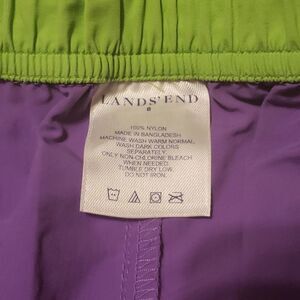 LANDS' END
100% NYLON
MADE IN BANGLADESH
MACHINE WASH WARM NORMAL.
WASH DARK COLORS
SEPARATELY.
ONLY NON-CHLORINE BLEACH
WHEN NEEDED.
TUMBLE DRY LOW.
DO NOT IRON.